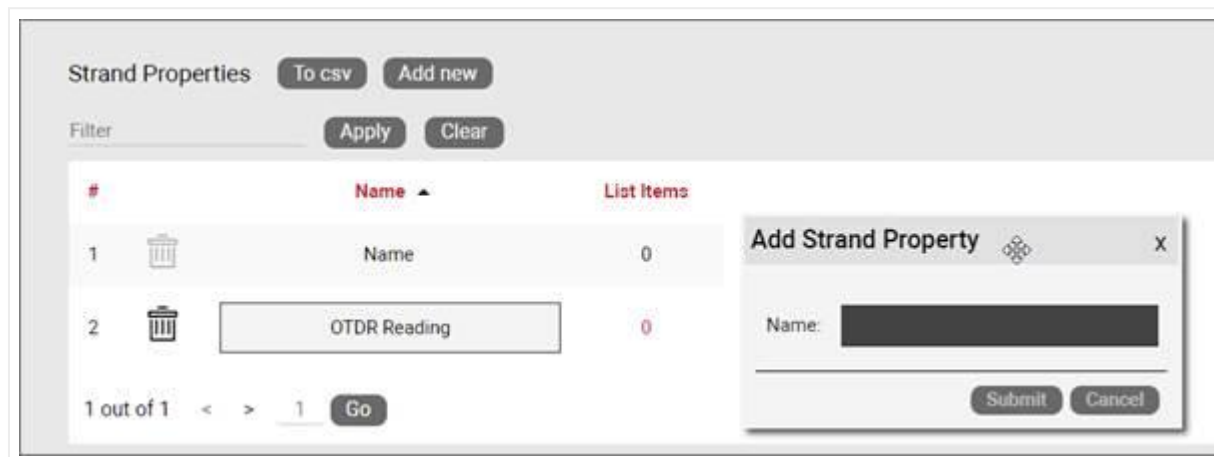 Strand Properties To csv Add new
Filter Apply Clear
# Name ▲ List Items
1 Name 0
2 OTDR Reading 0
1 out of 1 < > 1 Go
Add Strand Property X
Name:
Submit Cancel